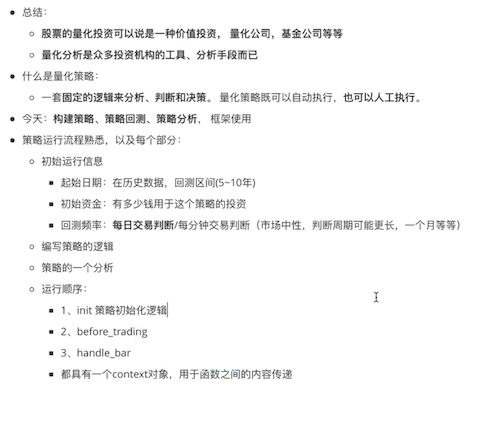 总结：
股票的量化投资可以说是一种价值投资， 量化公司，基金公司等等
量化分析是众多投资机构的工具、分析手段而已
什么是量化策略：
一套固定的逻辑来分析、判断和决策。 量化策略既可以自动执行，也可以人工执行。
今天：构建策略、策略回测、策略分析， 框架使用
策略运行流程熟悉，以及每个部分：
初始运行信息
起始日期：在历史数据，回测区间(5~10年)
初始资金：有多少钱用于这个策略的投资
回测频率：每日交易判断/每分钟交易判断（市场中性，判断周期可能更长，一个月等等）
编写策略的逻辑
策略的一个分析
运行顺序：
1、init 策略初始化逻辑
2、before_trading
3、handle_bar
都具有一个context对象，用于函数之间的内容传递